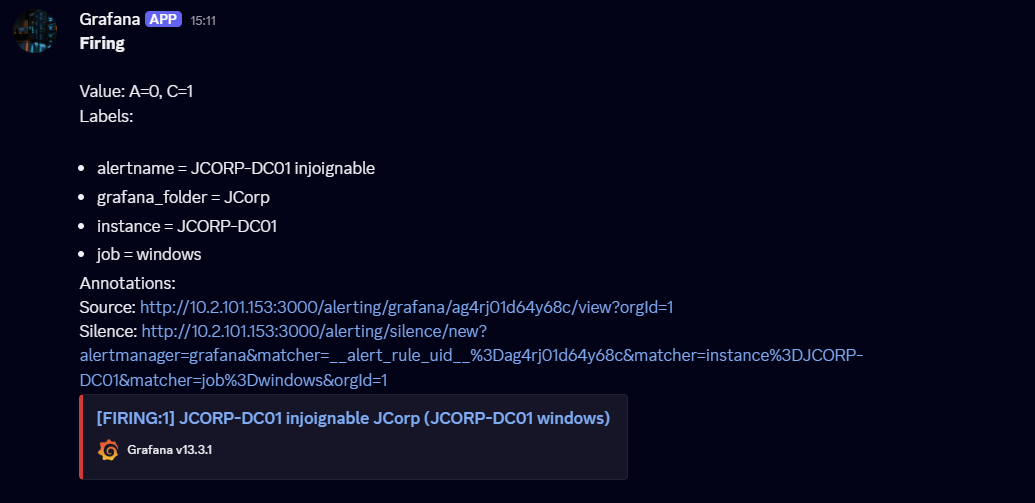 Grafana APP 15:11
Firing
Value: A=0, C=1
Labels:
• alertname = JCORP-DC01 injoignable
• grafana_folder = JCorp
• instance = JCORP-DC01
• job = windows
Annotations:
Source: http://10.2.101.153:3000/alerting/grafana/ag4rj01d64y68c/view?orgId=1
Silence: http://10.2.101.153:3000/alerting/silence/new?
alertmanager=grafana&matcher=__alert_rule_uid__%3Dag4rj01d64y68c&matcher=instance%3DJCORP-
DC01&matcher=job%3Dwindows&orgId=1
[FIRING:1] JCORP-DC01 injoignable JCorp (JCORP-DC01 windows)
Grafana v13.3.1